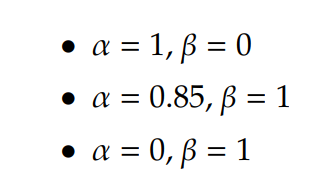 • α = 1, β = 0
• α = 0.85, β = 1
• α = 0, β = 1